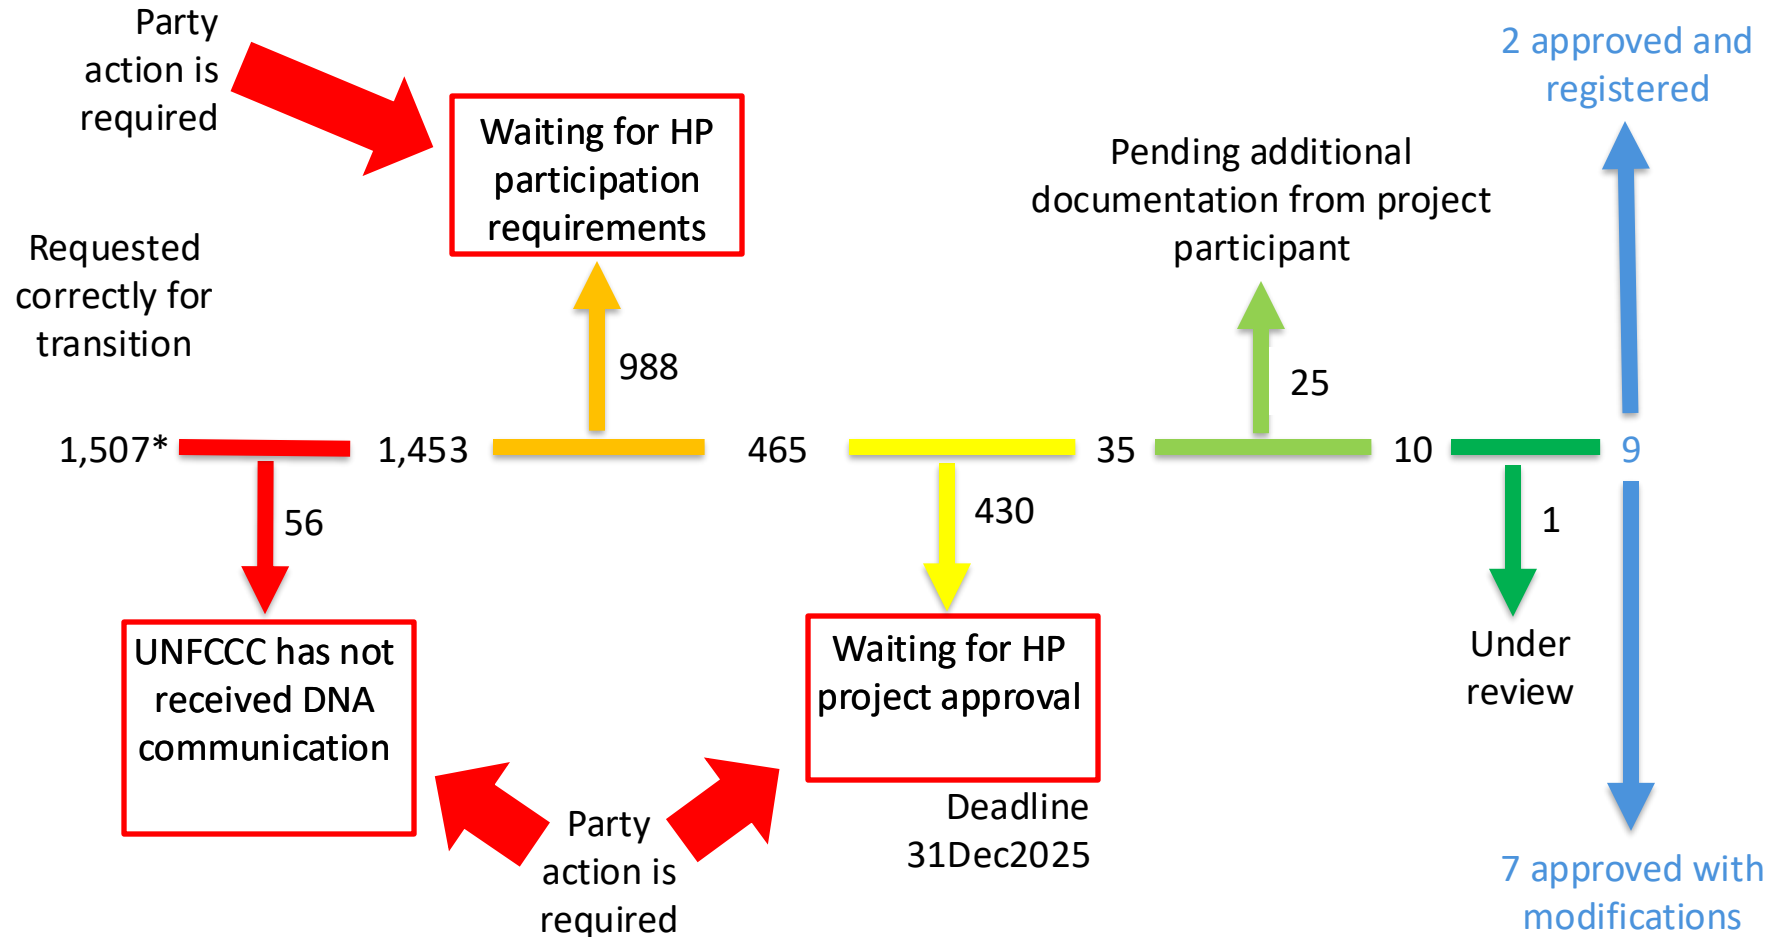 Party
action is
required
Waiting for HP
participation
requirements
2 approved and
registered
Pending additional
documentation from project
participant
Requested
correctly for
transition
988
25
1,507*
1,453
465
35
10
9
56
430
1
UNFCCC has not
received DNA
communication
Waiting for HP
project approval
Under
review
Deadline
31Dec2025
Party
action is
required
7 approved with
modifications